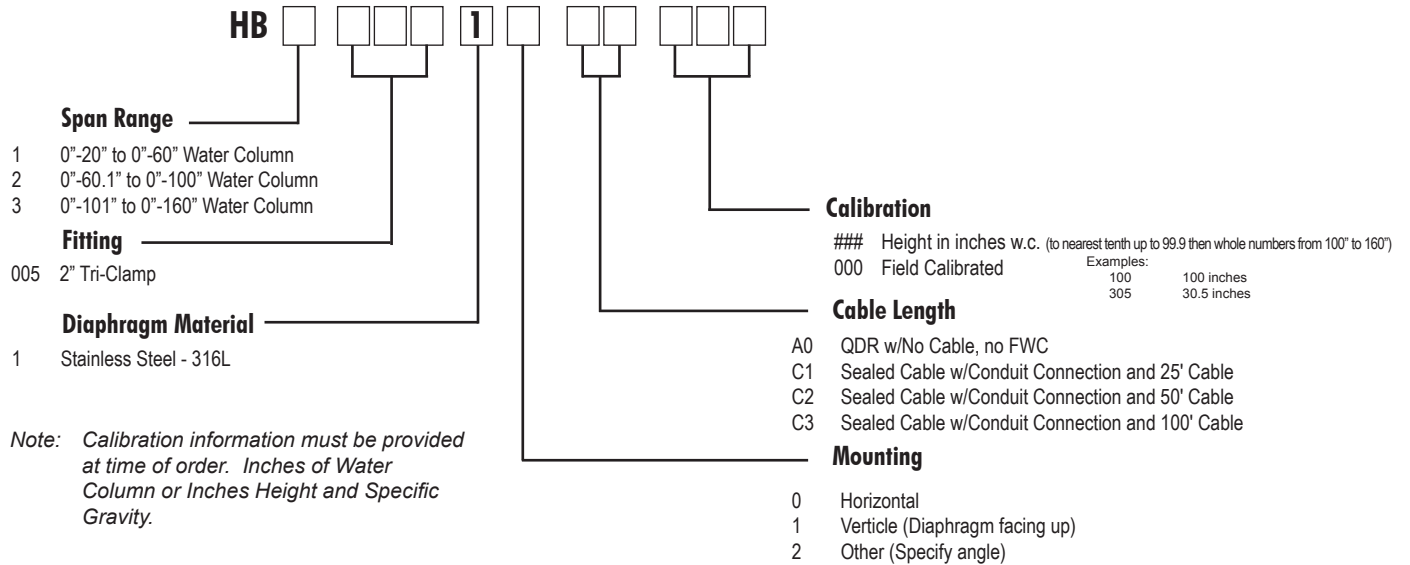 HB 1
Span Range
1 0”-20” to 0”-60” Water Column
2 0”-60.1” to 0”-100” Water Column
3 0”-101” to 0”-160” Water Column
Fitting
005 2” Tri-Clamp
Diaphragm Material
1 Stainless Steel - 316L
Note: Calibration information must be provided
at time of order. Inches of Water
Column or Inches Height and Specific
Gravity.
Calibration
### Height in inches w.c. (to nearest tenth up to 99.9 then whole numbers from 100” to 160”)
000 Field Calibrated
Examples:
100 100 inches
305 30.5 inches
Cable Length
A0 QDR w/No Cable, no FWC
C1 Sealed Cable w/Conduit Connection and 25' Cable
C2 Sealed Cable w/Conduit Connection and 50' Cable
C3 Sealed Cable w/Conduit Connection and 100' Cable
Mounting
0 Horizontal
1 Verticle (Diaphragm facing up)
2 Other (Specify angle)